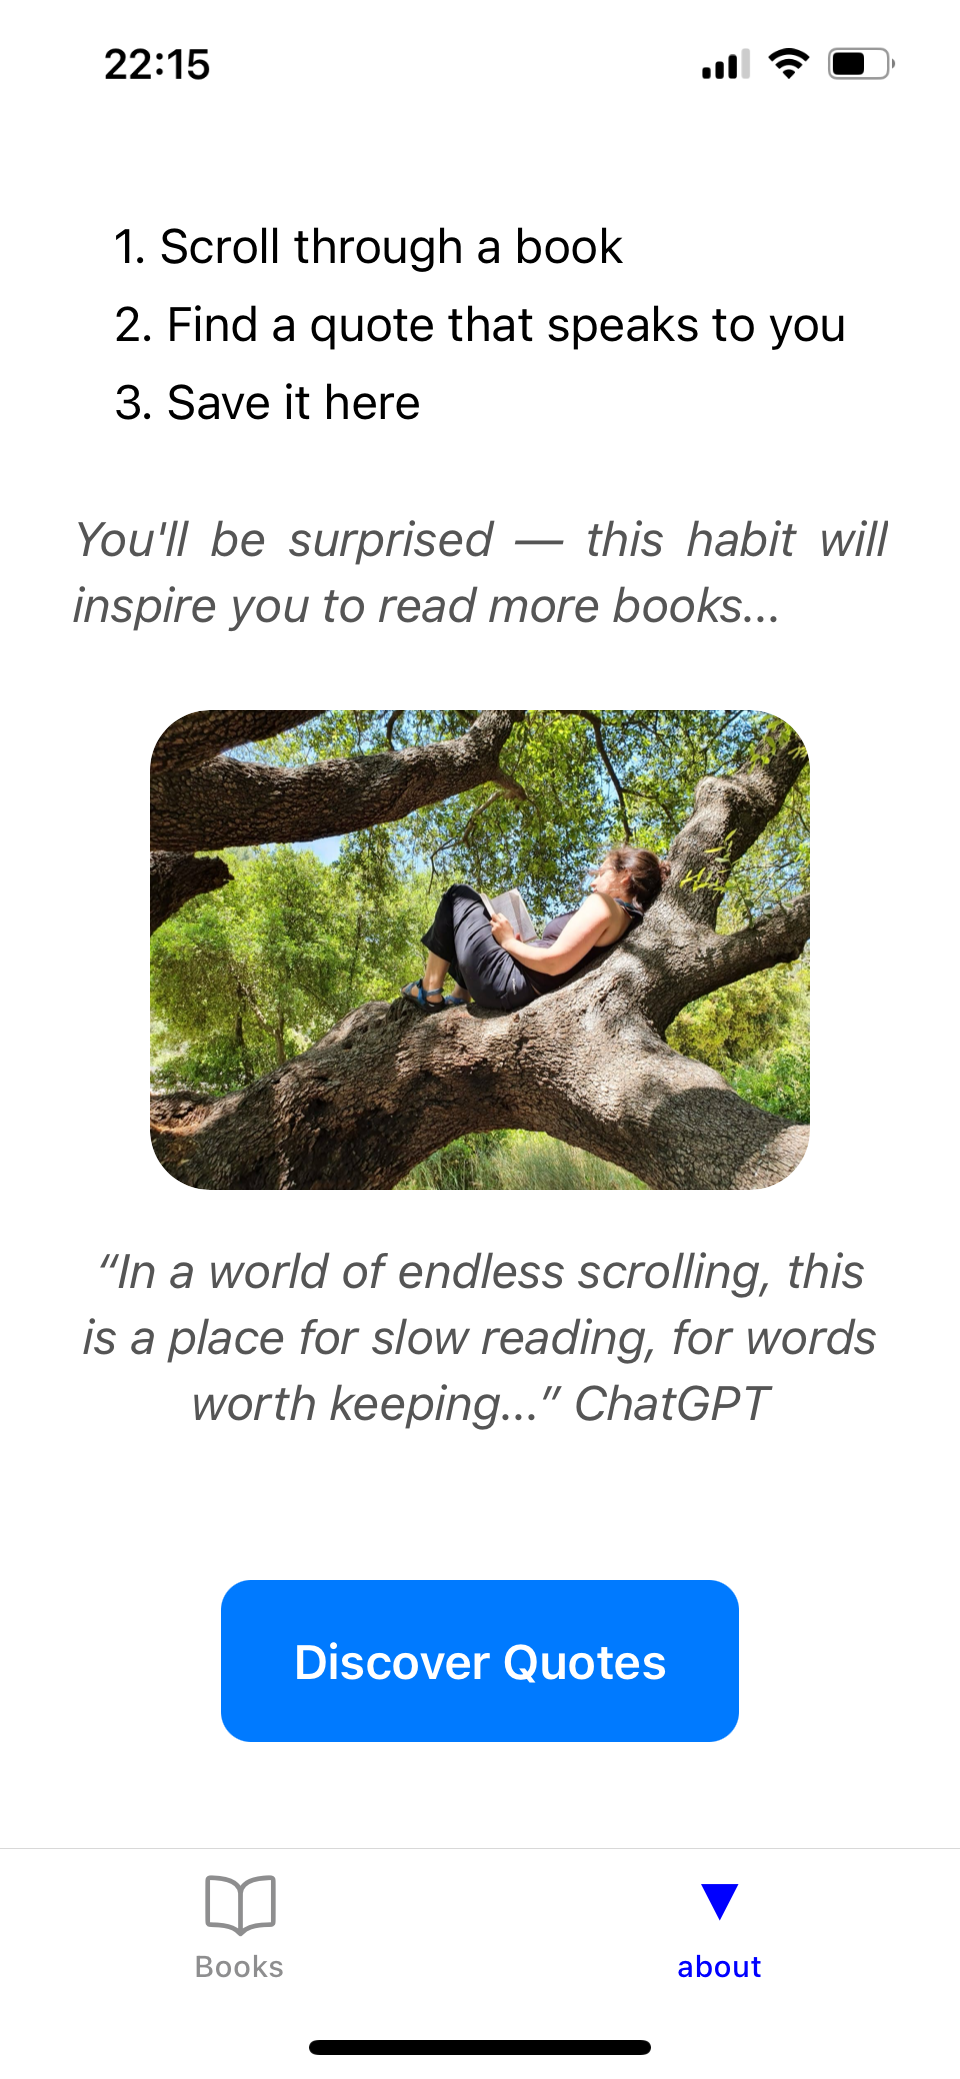 22:15
1. Scroll through a book
2. Find a quote that speaks to you
3. Save it here
You'll be surprised — this habit will
inspire you to read more books...
“In a world of endless scrolling, this
is a place for slow reading, for words
worth keeping...” ChatGPT
Discover Quotes
Books
about